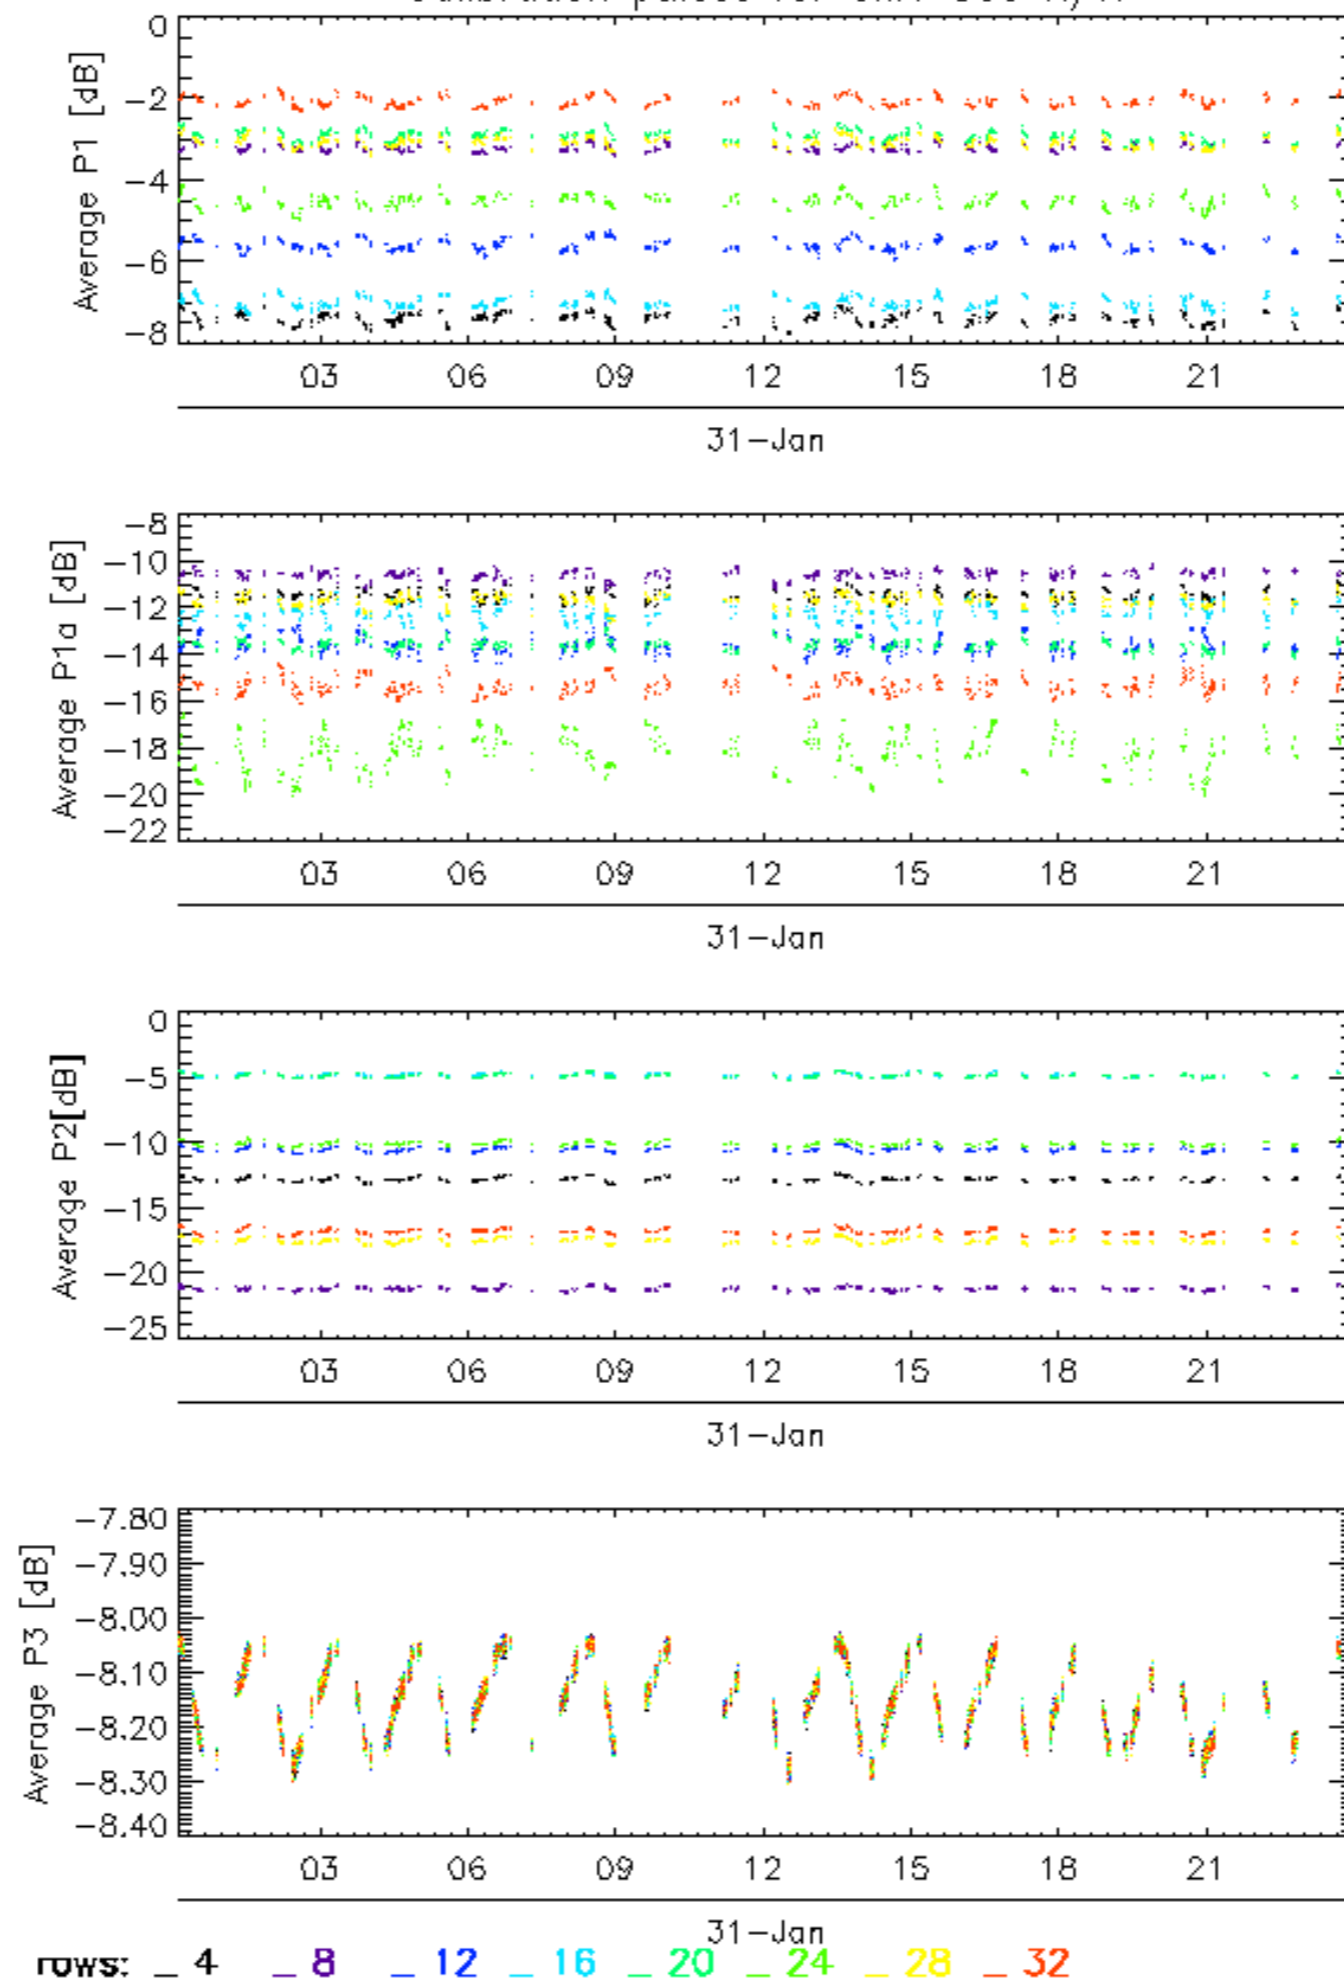 Average P1 [dB]
0
−2
−4
−6
−8
03 06 09 12 15 18 21
31−Jan
Average P1a [dB]
−8
−10
−12
−14
−16
−18
−20
−22
03 06 09 12 15 18 21
31−Jan
Average P2[dB]
0
−5
−10
−15
−20
−25
03 06 09 12 15 18 21
31−Jan
Average P3 [dB]
−7.80
−7.90
−8.00
−8.10
−8.20
−8.30
−8.40
03 06 09 12 15 18 21
31−Jan
rows: _ 4 _ 8 _ 12 _ 16 _ 20 _ 24 _ 28 _ 32